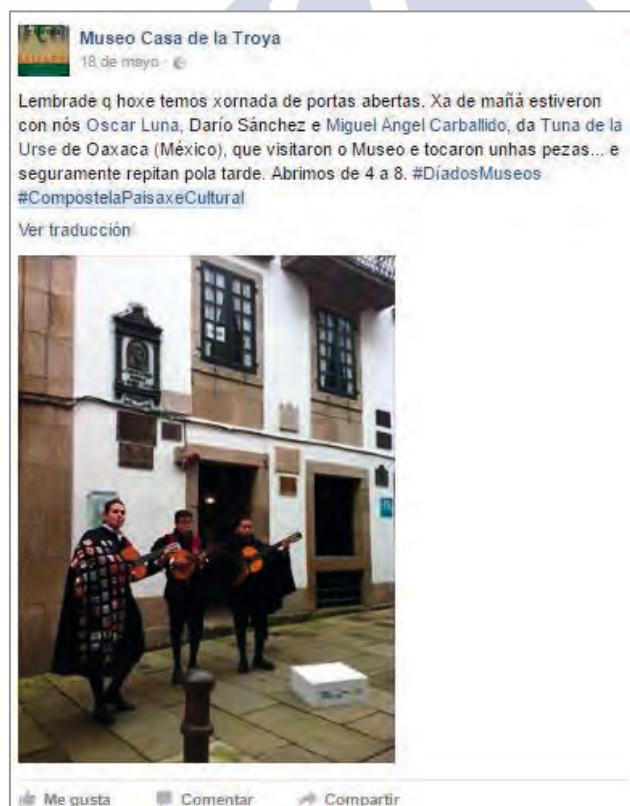 Museo Casa de la Troya
18 de mayo
Lembrade q hoxe temos xornada de portas abertas. Xa de mañá estiveron
con nós Oscar Luna, Darío Sánchez e Miguel Angel Carballido, da Tuna de la
Urse de Oaxaca (México), que visitaron o Museo e tocaron unhas pezas... e
seguramente repitan pola tarde. Abrimos de 4 a 8. #DíadosMuseos
#CompostelaPaisaxeCultural
Ver traducción
Me gusta Comentar Compartir